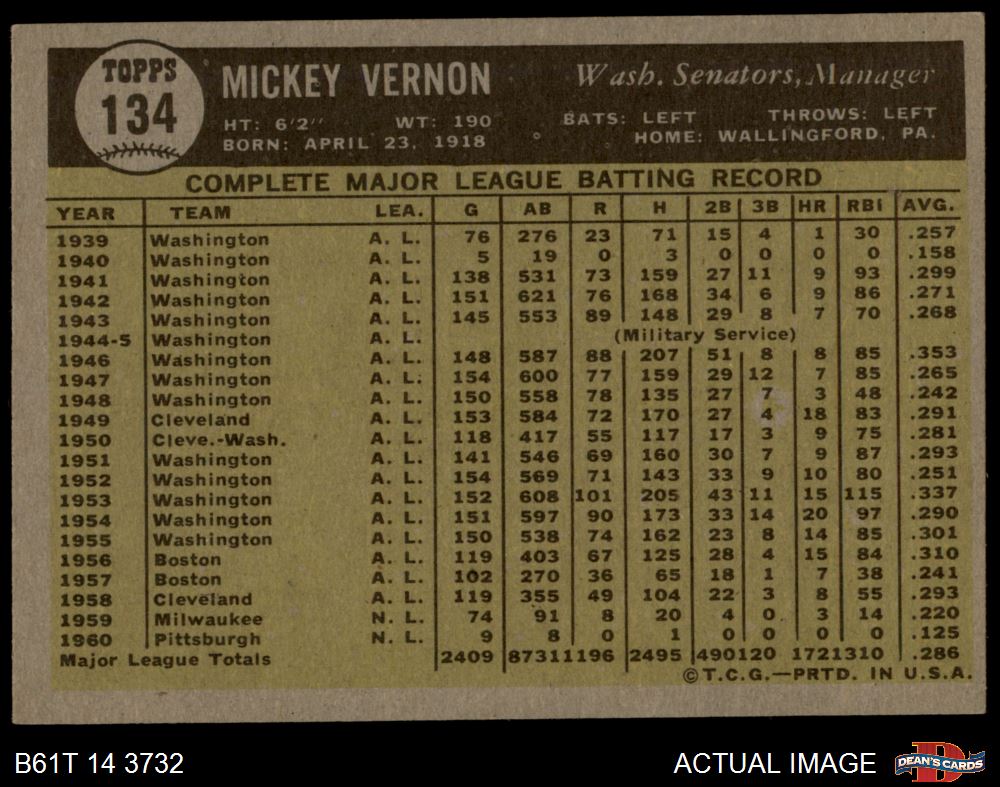 TOPPS
134
MICKEY VERNON Wash. Senators, Manager
HT: 6'2" WT: 190 BATS: LEFT THROWS: LEFT
BORN: APRIL 23, 1918 HOME: WALLINGFORD, PA.
COMPLETE MAJOR LEAGUE BATTING RECORD
YEAR TEAM LEA. G AB R H 2B 3B HR RBI AVG.
1939 Washington A. L. 76 276 23 71 15 4 1 30 .257
1940 Washington A. L. 5 19 0 3 0 0 0 0 .158
1941 Washington A. L. 138 531 73 159 27 11 9 93 .299
1942 Washington A. L. 151 621 76 168 34 6 9 86 .271
1943 Washington A. L. 145 553 89 148 29 8 7 70 .268
1944-5 Washington A. L. (Military Service)
1946 Washington A. L. 148 587 88 207 51 8 8 85 .353
1947 Washington A. L. 154 600 77 159 29 12 7 85 .265
1948 Washington A. L. 150 558 78 135 27 7 3 48 .242
1949 Cleveland A. L. 153 584 72 170 27 4 18 83 .291
1950 Cleve.-Wash. A. L. 118 417 55 117 17 3 9 75 .281
1951 Washington A. L. 141 546 69 160 30 7 9 87 .293
1952 Washington A. L. 154 569 71 143 33 9 10 80 .251
1953 Washington A. L. 152 608 101 205 43 11 15 115 .337
1954 Washington A. L. 151 597 90 173 33 14 20 97 .290
1955 Washington A. L. 150 538 74 162 23 8 14 85 .301
1956 Boston A. L. 119 403 67 125 28 4 15 84 .310
1957 Boston A. L. 102 270 36 65 18 1 7 38 .241
1958 Cleveland A. L. 119 355 49 104 22 3 8 55 .293
1959 Milwaukee N. L. 74 91 8 20 4 0 3 14 .220
1960 Pittsburgh N. L. 9 8 0 1 0 0 0 0 .125
Major League Totals 2409 8731 1196 2495 490 120 172 1310 .286
©T.C.G.—PRTD. IN U.S.A.
B61T 14 3732 ACTUAL IMAGE DEAN'S CARDS